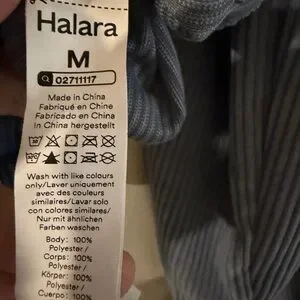 Halara
M
02711117
Made in China
Fabriqué en Chine
Fabricado en China
In China hergestellt
Wash with like colours
only/Laver uniquement
avec des couleurs
similaires/Lavar solo
con colores similares/
Nur mit ähnlichen
Farben waschen
Body: 100%
Polyester /
Corps: 100%
Polyester /
Körper: 100%
Polyester /
Cuerpo: 100%